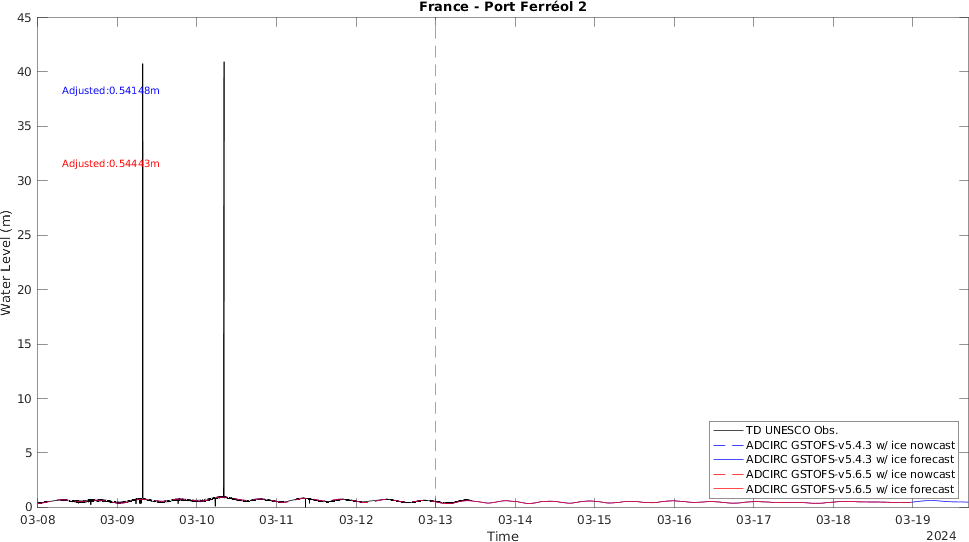 France - Port Ferréol 2
45
40
35
30
25
20
15
10
5
0
Water Level (m)
Adjusted:0.54148m
Adjusted:0.54443m
TD UNESCO Obs.
ADCIRC GSTOFS-v5.4.3 w/ ice nowcast
ADCIRC GSTOFS-v5.4.3 w/ ice forecast
ADCIRC GSTOFS-v5.6.5 w/ ice nowcast
ADCIRC GSTOFS-v5.6.5 w/ ice forecast
03-08 03-09 03-10 03-11 03-12 03-13 03-14 03-15 03-16 03-17 03-18 03-19
Time
2024